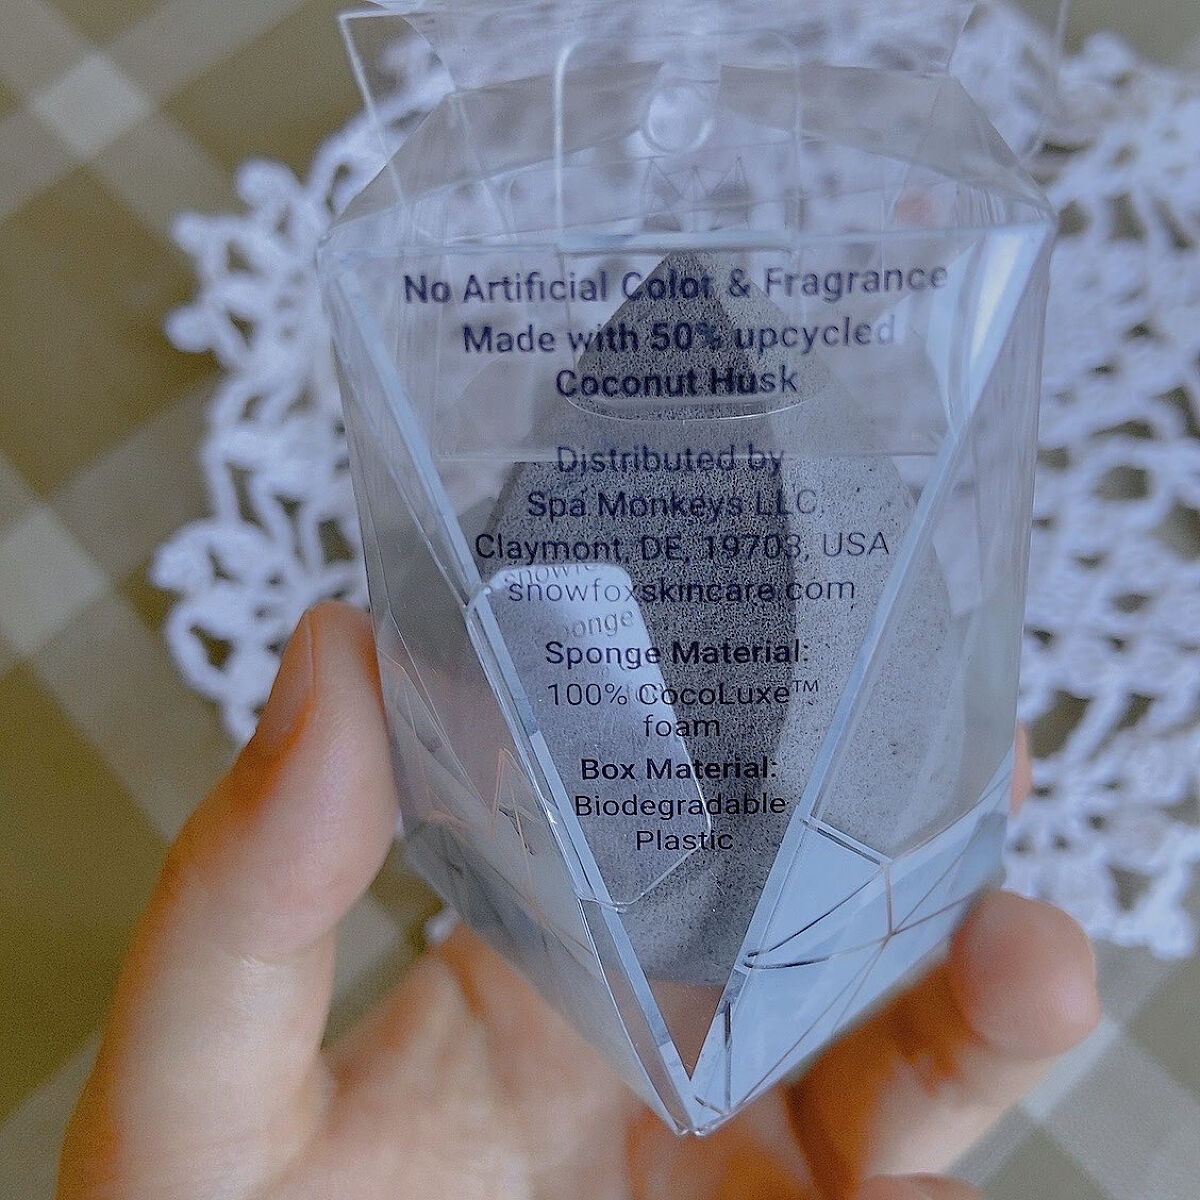 No Artificial Color & Fragrance
Made with 50% upcycled
Coconut Husk
Distributed by
Spa Monkeys LLC,
Claymont, DE, 19703, USA
snowfoxskincare.com
Sponge Material:
100% CocoLuxe™
foam
Box Material:
Biodegradable
Plastic